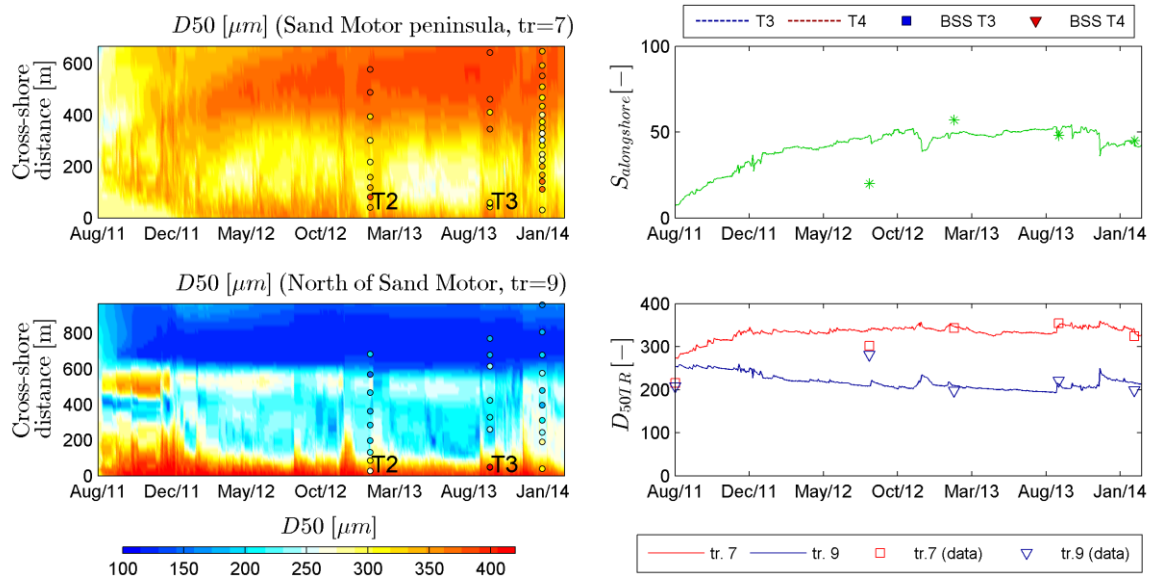 D50 [μm] (Sand Motor peninsula, tr=7)
Cross-shore
distance [m]
600
400
200
0
T2
T3
Aug/11 Dec/11 May/12 Oct/12 Mar/13 Aug/13 Jan/14
T3 T4 BSS T3 BSS T4
S_alongshore [−]
100
50
0
Aug/11 Dec/11 May/12 Oct/12 Mar/13 Aug/13 Jan/14
D50 [μm] (North of Sand Motor, tr=9)
Cross-shore
distance [m]
800
600
400
200
0
T2
T3
Aug/11 Dec/11 May/12 Oct/12 Mar/13 Aug/13 Jan/14
D50 [μm]
100 150 200 250 300 350 400
D_50TR [−]
400
300
200
100
0
Aug/11 Dec/11 May/12 Oct/12 Mar/13 Aug/13 Jan/14
tr. 7 tr. 9 tr.7 (data) tr.9 (data)